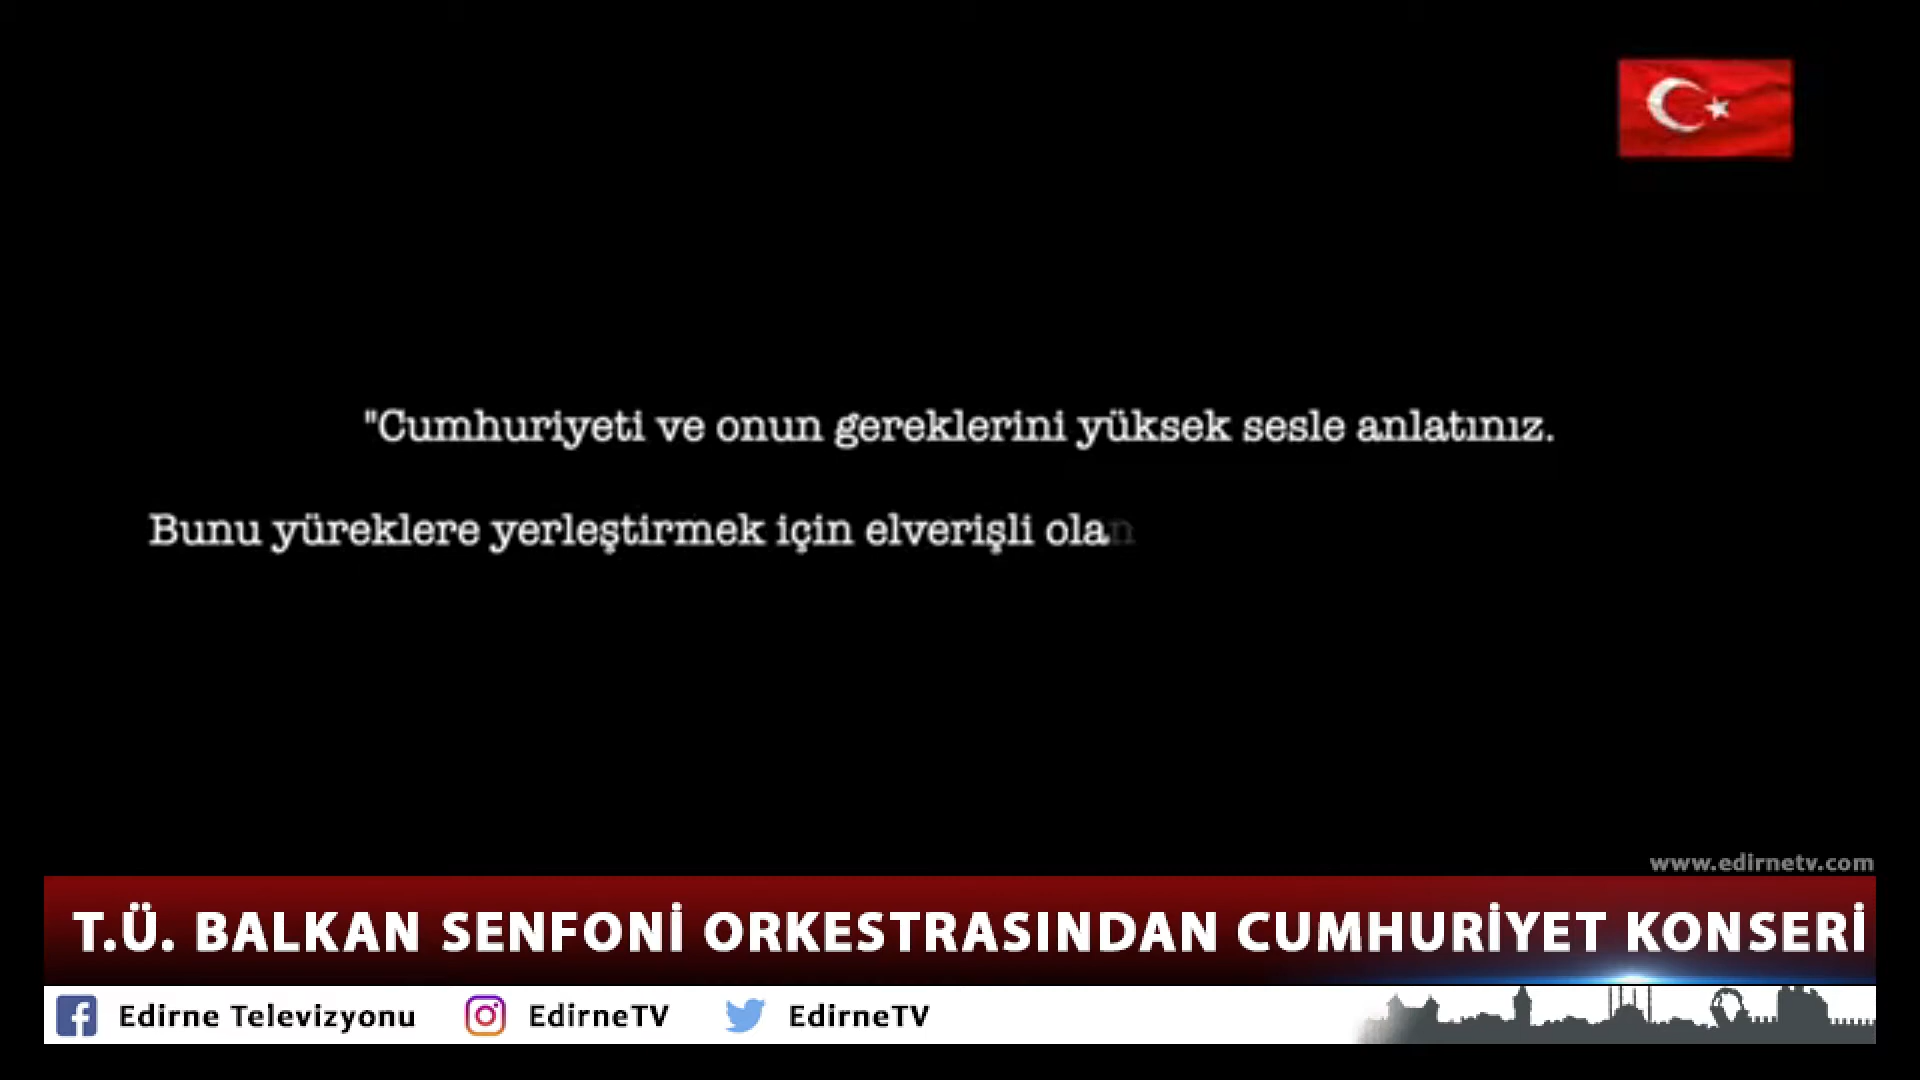 "Cumhuriyeti ve onun gereklerini yüksek sesle anlatınız.
Bunu yüreklere yerleştirmek için elverişli olan
www.edirnetv.com
T.Ü. BALKAN SENFONİ ORKESTRASINDAN CUMHURİYET KONSERİ
Edirne Televizyonu EdirneTV EdirneTV